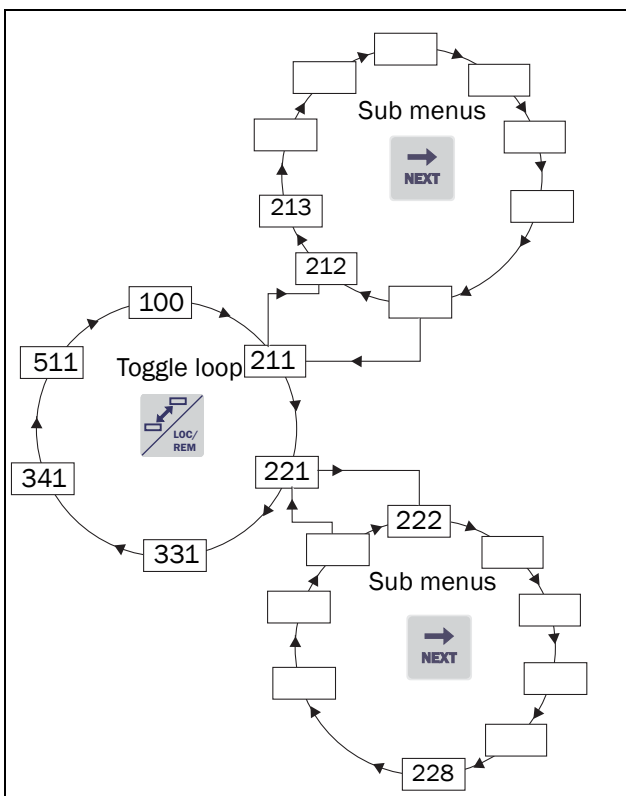 Sub menus
NEXT
213
212
100
511
Toggle loop
211
LOC/
REM
221
341
222
331
Sub menus
NEXT
228